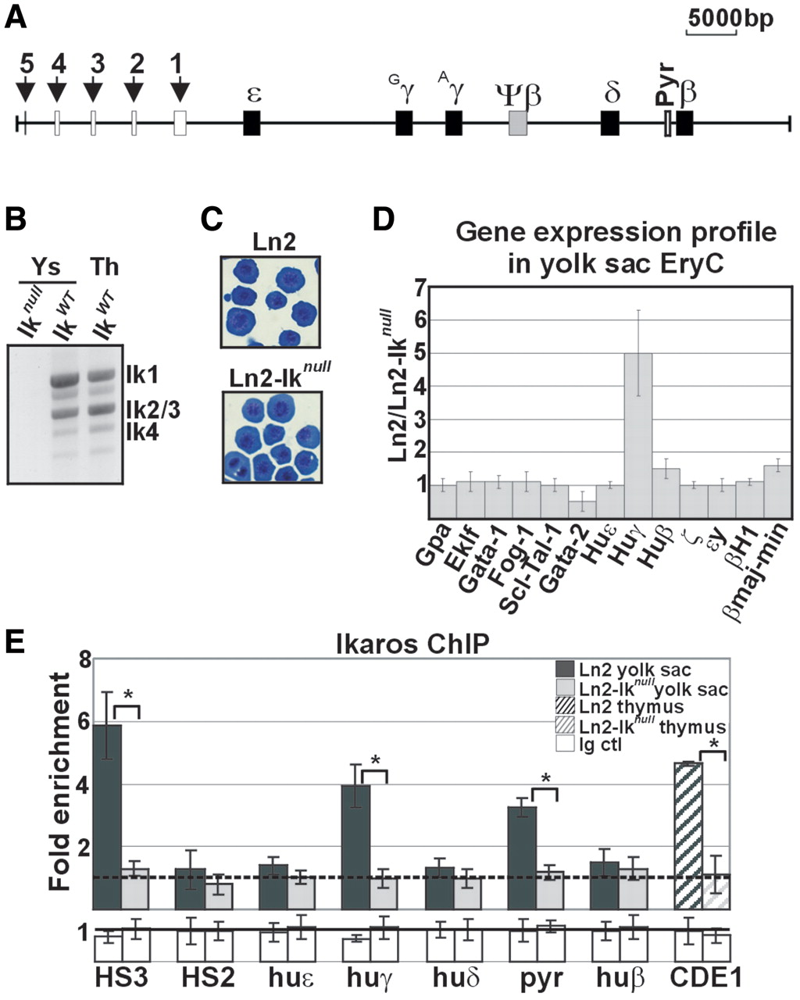 A
5000bp
5 4 3 2 1
ε Gγ Aγ Ψβ δ Pyr β
B
Ys Th
Ik null Ik WT Ik WT
Ik1
Ik2/3
Ik4
C
Ln2
Ln2-Ik null
D
Gene expression profile
in yolk sac EryC
Ln2/Ln2-Ik null
7
6
5
4
3
2
1
Gpa Eklf Gata-1 Fog-1 Scl-Tal-1 Gata-2 Huε Huγ Huβ ζ εy βH1 βmaj-min
E
Ikaros ChIP
Fold enrichment
8
6
4
2
1
* * * *
Ln2 yolk sac
Ln2-Ik null yolk sac
Ln2 thymus
Ln2-Ik null thymus
Ig ctl
HS3 HS2 huε huγ huδ pyr huβ CDE1